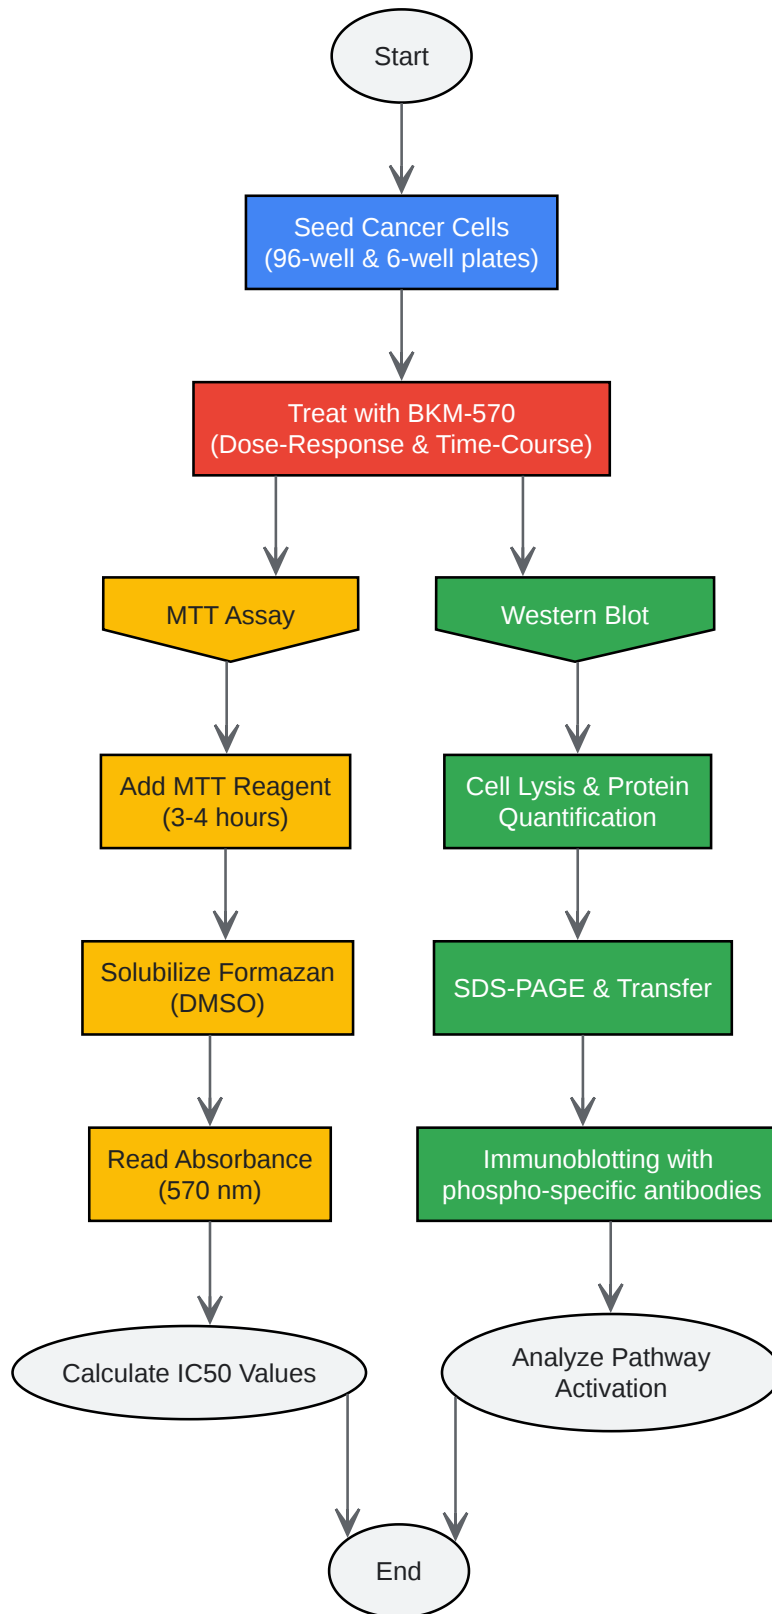 Start
Seed Cancer Cells
(96-well & 6-well plates)
Treat with BKM-570
(Dose-Response & Time-Course)
MTT Assay
Western Blot
Add MTT Reagent
(3-4 hours)
Cell Lysis & Protein
Quantification
Solubilize Formazan
(DMSO)
SDS-PAGE & Transfer
Read Absorbance
(570 nm)
Immunoblotting with
phospho-specific antibodies
Calculate IC50 Values
Analyze Pathway
Activation
End